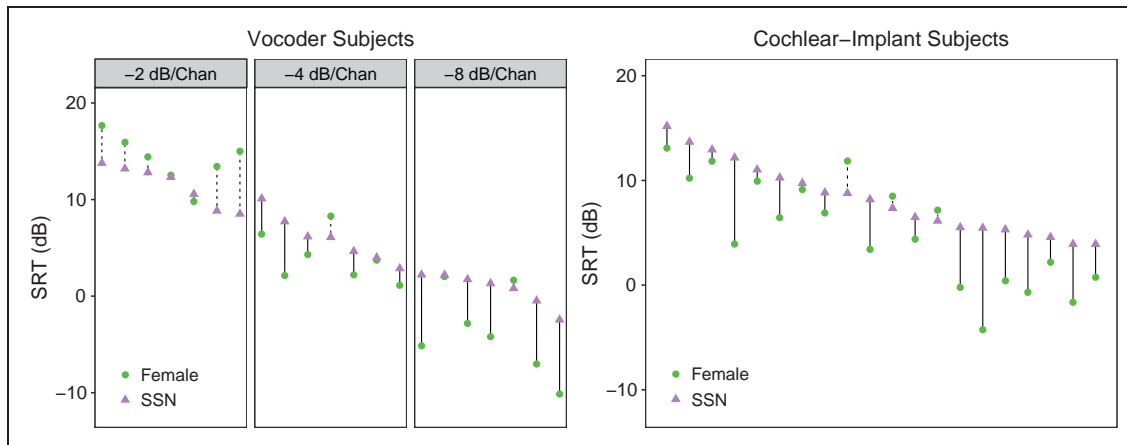 Vocoder Subjects
−2 dB/Chan
−4 dB/Chan
−8 dB/Chan
SRT (dB)
20
10
0
−10
Female
SSN
Cochlear−Implant Subjects
SRT (dB)
20
10
0
−10
Female
SSN